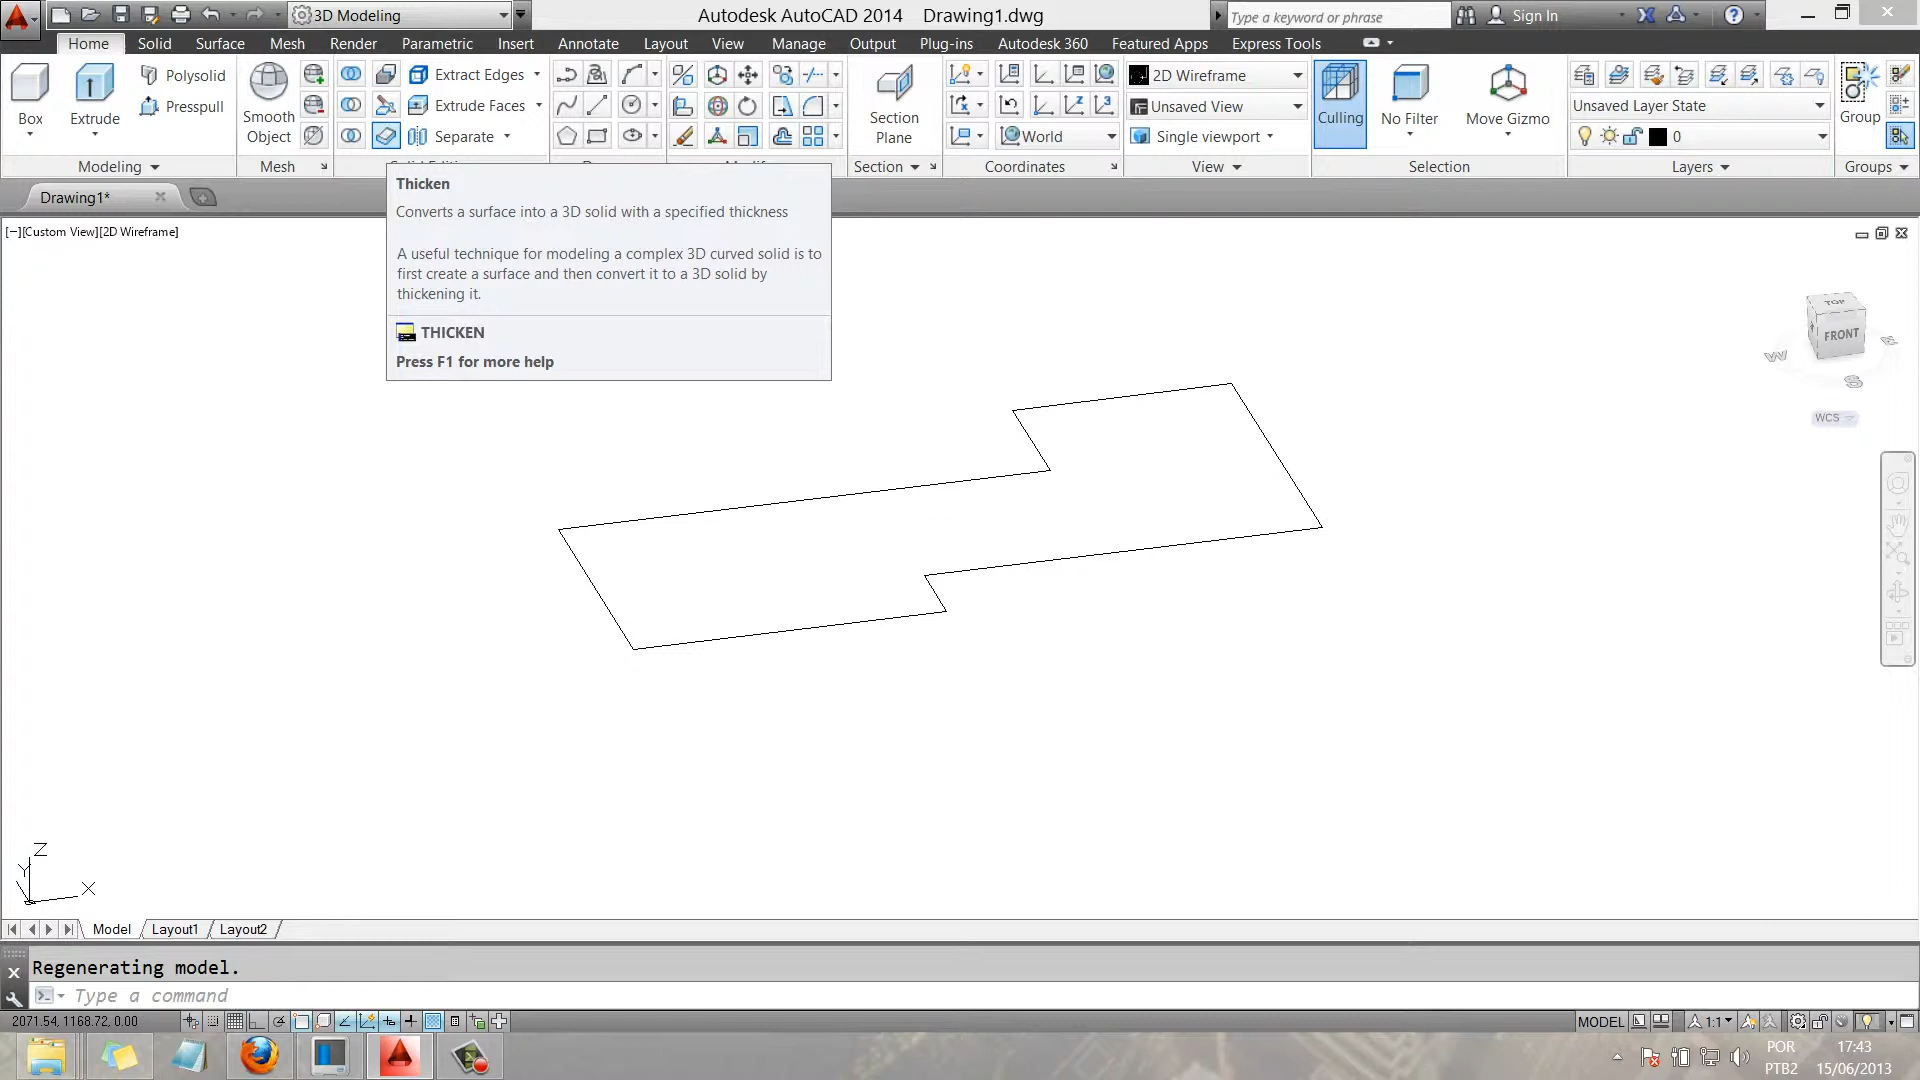 3D Modeling
Autodesk AutoCAD 2014 Drawing1.dwg
Type a keyword or phrase
Sign In
Home Solid Surface Mesh Render Parametric Insert Annotate Layout View Manage Output Plug-ins Autodesk 360 Featured Apps Express Tools
Box
Extrude
Polysolid
Presspull
Smooth
Object
Extract Edges
Extrude Faces
Separate
Section
Plane
World
2D Wireframe
Unsaved View
Single viewport
Culling
No Filter
Move Gizmo
Unsaved Layer State
0
Group
Modeling
Mesh
Section
Coordinates
View
Selection
Layers
Groups
Drawing1*
[−][Custom View][2D Wireframe]
Thicken
Converts a surface into a 3D solid with a specified thickness
A useful technique for modeling a complex 3D curved solid is to
first create a surface and then convert it to a 3D solid by
thickening it.
THICKEN
Press F1 for more help
TOP
FRONT
W
E
S
WCS
Z
Y
X
Model
Layout1
Layout2
Regenerating model.
Type a command
2071.54, 1168.72, 0.00
MODEL
1:1
POR
PTB2
17:43
15/06/2013